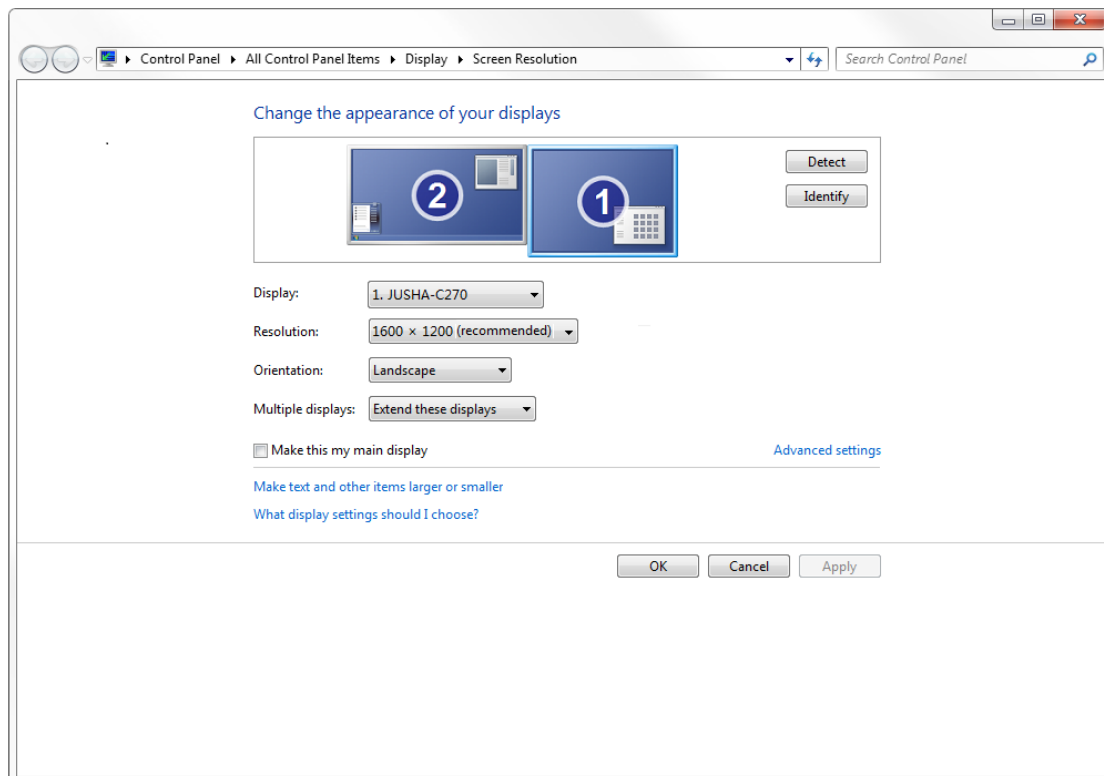 Control Panel All Control Panel Items Display Screen Resolution Search Control Panel
Change the appearance of your displays
2 1
Detect
Identify
Display: 1. JUSHA-C270
Resolution: 1600 × 1200 (recommended)
Orientation: Landscape
Multiple displays: Extend these displays
Make this my main display Advanced settings
Make text and other items larger or smaller
What display settings should I choose?
OK Cancel Apply